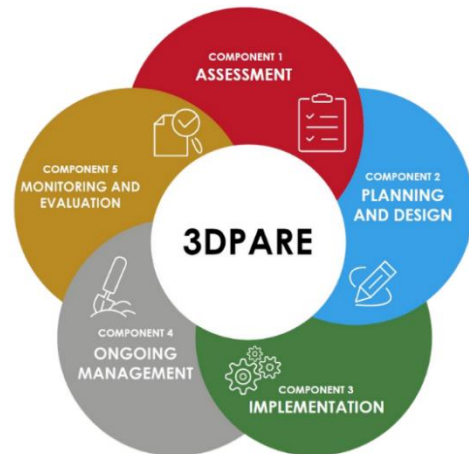 COMPONENT 1
ASSESSMENT
COMPONENT 2
PLANNING
AND DESIGN
COMPONENT 3
IMPLEMENTATION
COMPONENT 4
ONGOING
MANAGEMENT
COMPONENT 5
MONITORING AND
EVALUATION
3DPARE